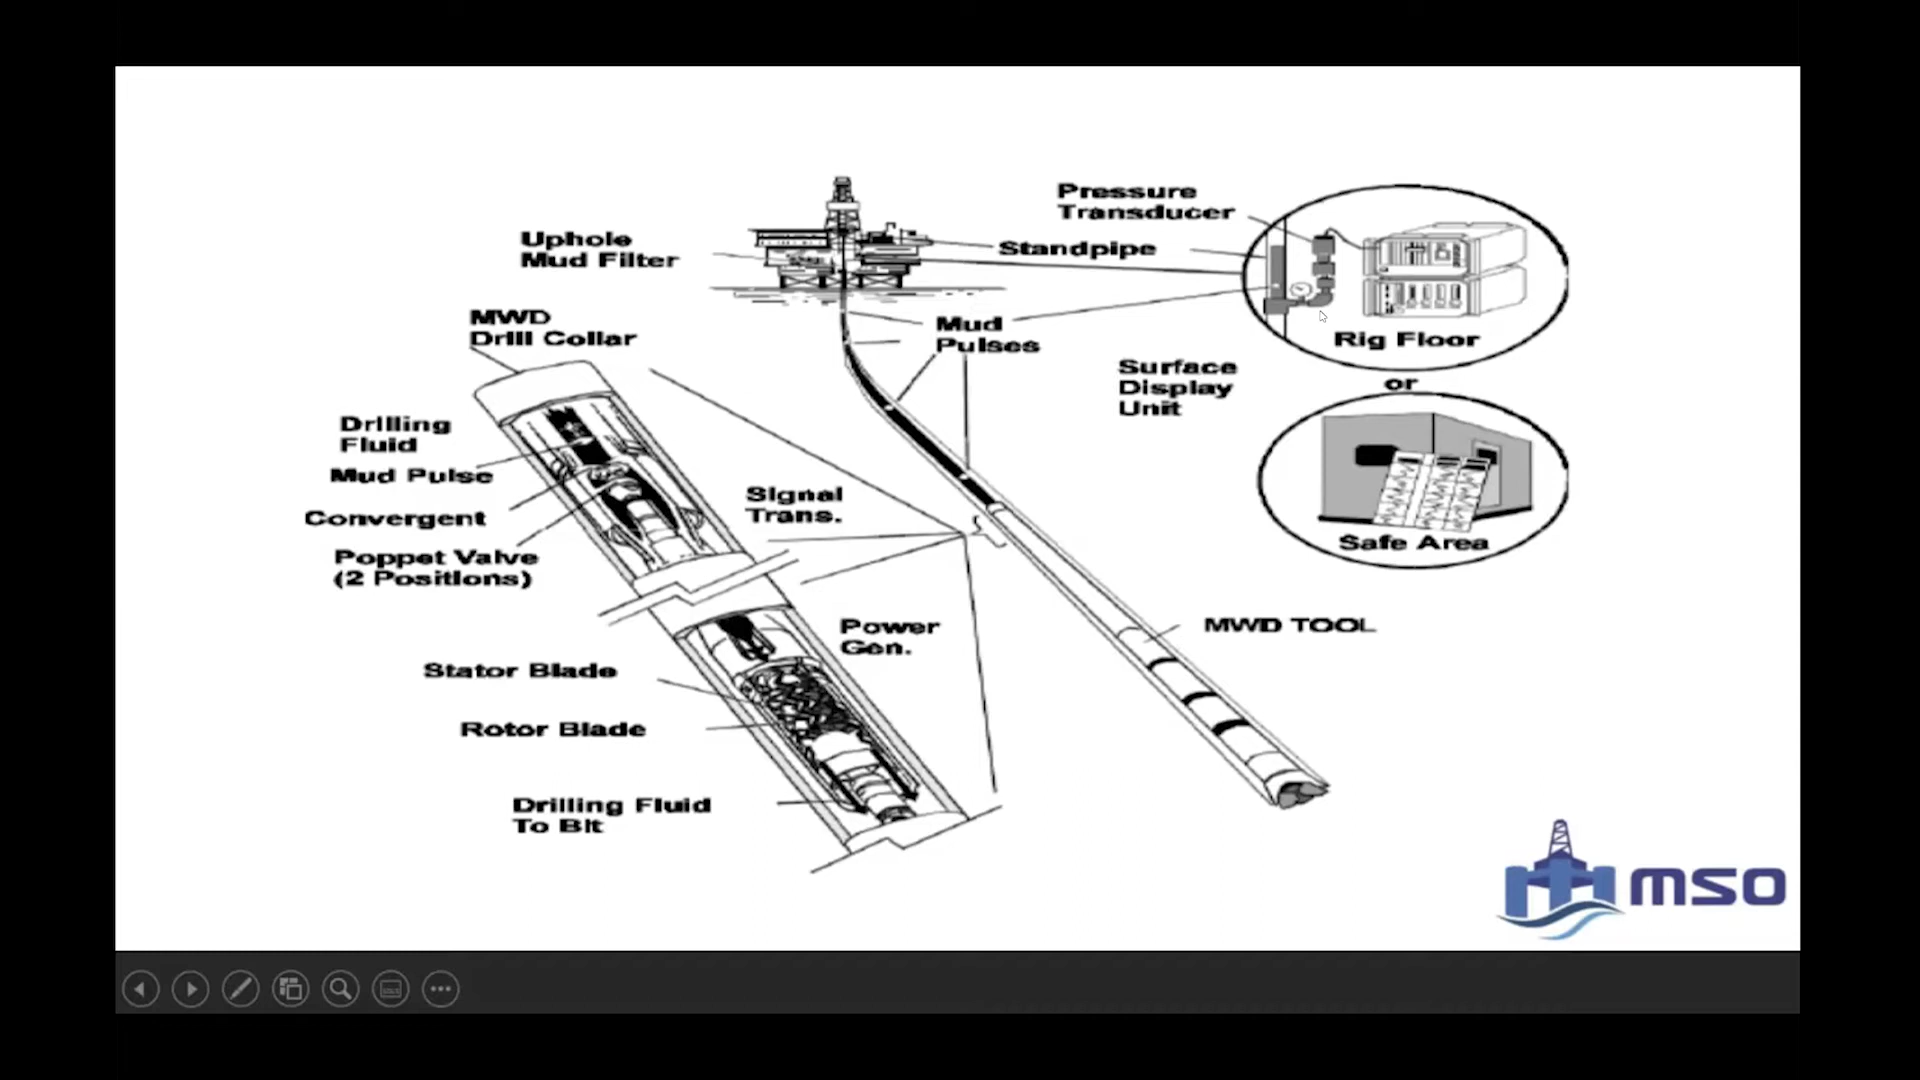 Pressure
Transducer
Uphole
Mud Filter
Standpipe
MWD
Drill Collar
Mud
Pulses
Rig Floor
Surface
Display
Unit
or
Drilling
Fluid
Mud Pulse
Convergent
Signal
Trans.
Poppet Valve
(2 Positions)
Safe Area
Power
Gen.
MWD TOOL
Stator Blade
Rotor Blade
Drilling Fluid
To Bit
mso